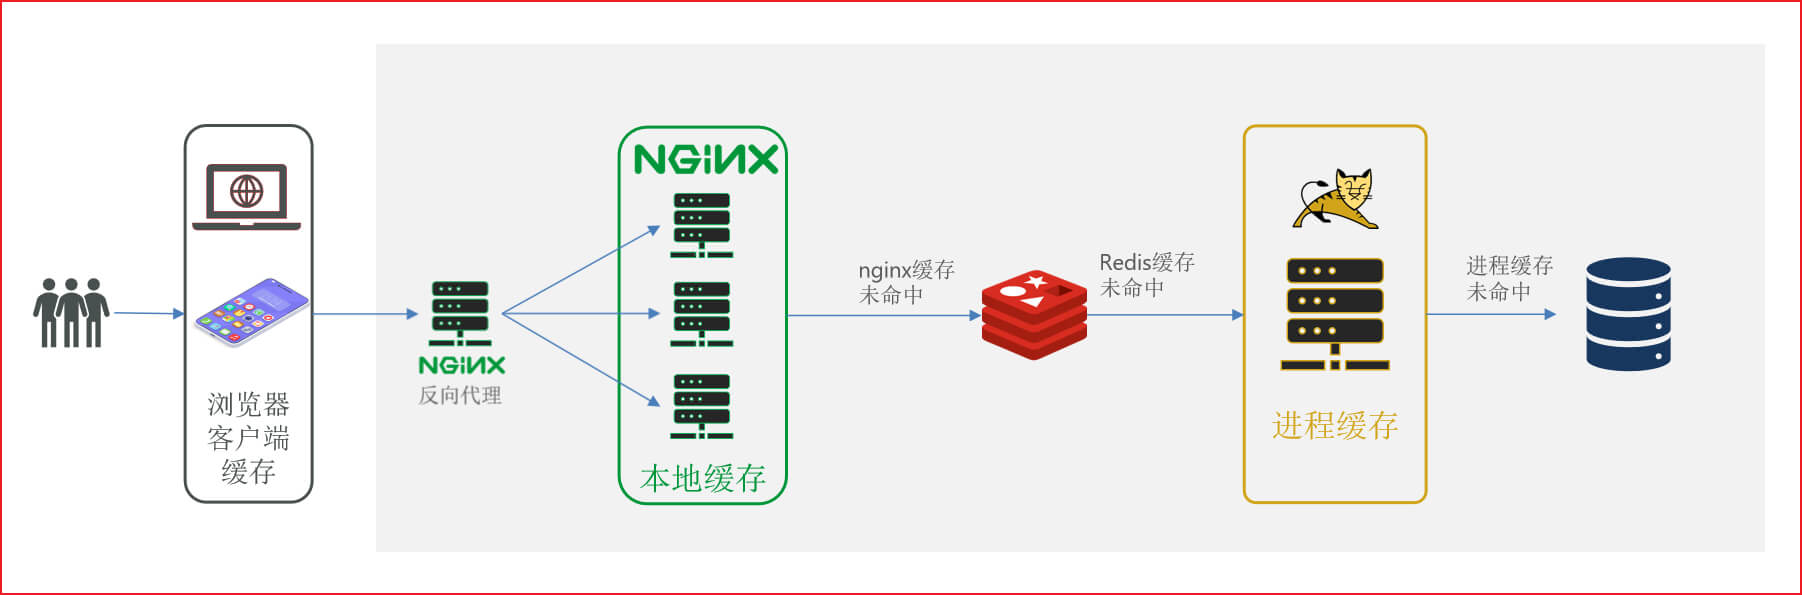 浏览器
客户端
缓存
NGINX
反向代理
NGINX
本地缓存
nginx缓存
未命中
Redis缓存
未命中
进程缓存
进程缓存
未命中